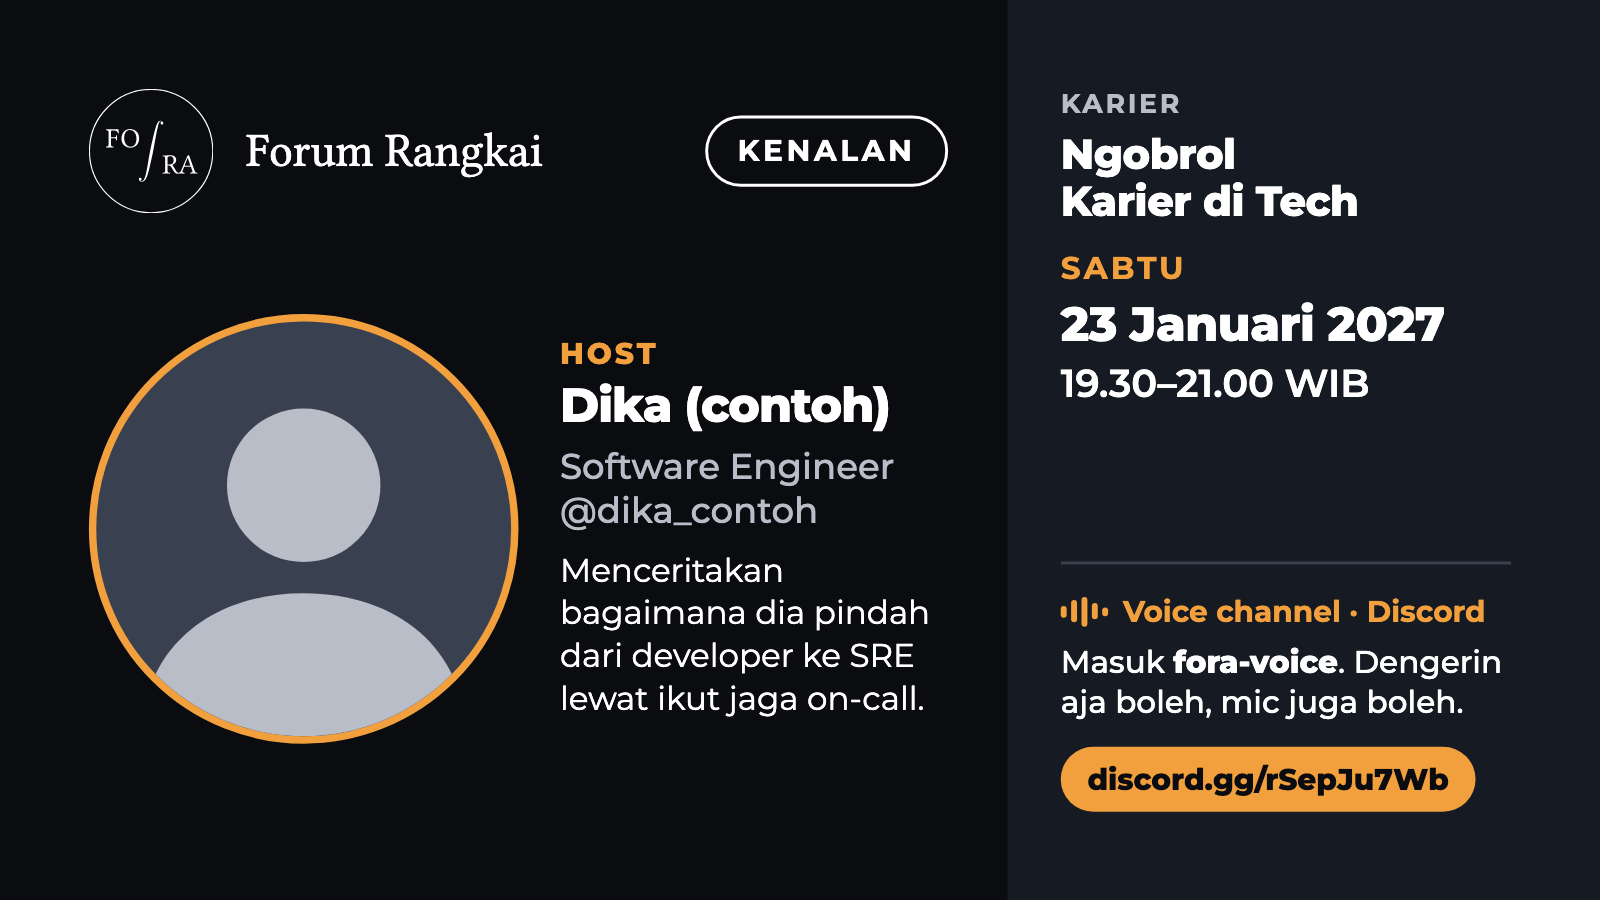 FO
RA
Forum Rangkai
KENALAN
HOST
Dika (contoh)
Software Engineer
@dika_contoh
Menceritakan
bagaimana dia pindah
dari developer ke SRE
lewat ikut jaga on-call.
KARIER
Ngobrol
Karier di Tech
SABTU
23 Januari 2027
19.30–21.00 WIB
Voice channel · Discord
Masuk fora-voice. Dengerin
aja boleh, mic juga boleh.
discord.gg/rSepJu7Wb